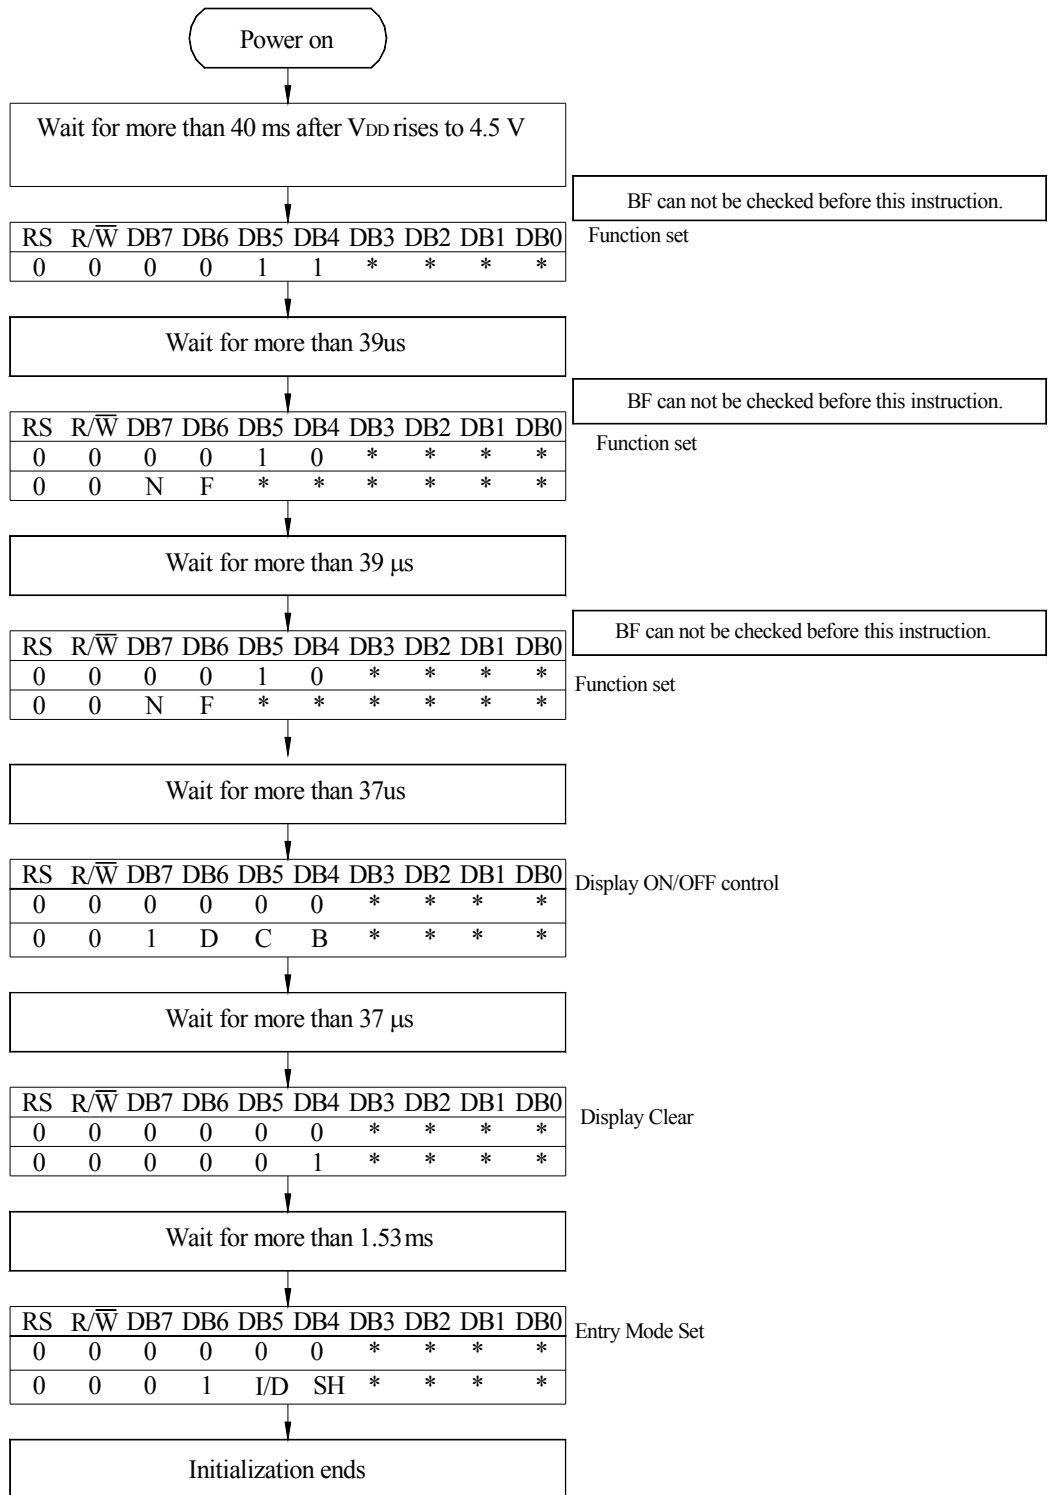 Power on
Wait for more than 40 ms after VDD rises to 4.5 V
BF can not be checked before this instruction.
RS R/W̅ DB7 DB6 DB5 DB4 DB3 DB2 DB1 DB0
Function set
0 0 0 0 1 1 * * * *
Wait for more than 39us
BF can not be checked before this instruction.
RS R/W̅ DB7 DB6 DB5 DB4 DB3 DB2 DB1 DB0
Function set
0 0 0 0 1 0 * * * *
0 0 N F * * * * * *
Wait for more than 39 μs
BF can not be checked before this instruction.
RS R/W̅ DB7 DB6 DB5 DB4 DB3 DB2 DB1 DB0
0 0 0 0 1 0 * * * *
Function set
0 0 N F * * * * * *
Wait for more than 37us
RS R/W̅ DB7 DB6 DB5 DB4 DB3 DB2 DB1 DB0
Display ON/OFF control
0 0 0 0 0 0 * * * *
0 0 1 D C B * * * *
Wait for more than 37 μs
RS R/W̅ DB7 DB6 DB5 DB4 DB3 DB2 DB1 DB0
Display Clear
0 0 0 0 0 0 * * * *
0 0 0 0 0 1 * * * *
Wait for more than 1.53ms
RS R/W̅ DB7 DB6 DB5 DB4 DB3 DB2 DB1 DB0
Entry Mode Set
0 0 0 0 0 0 * * * *
0 0 0 1 I/D SH * * * *
Initialization ends